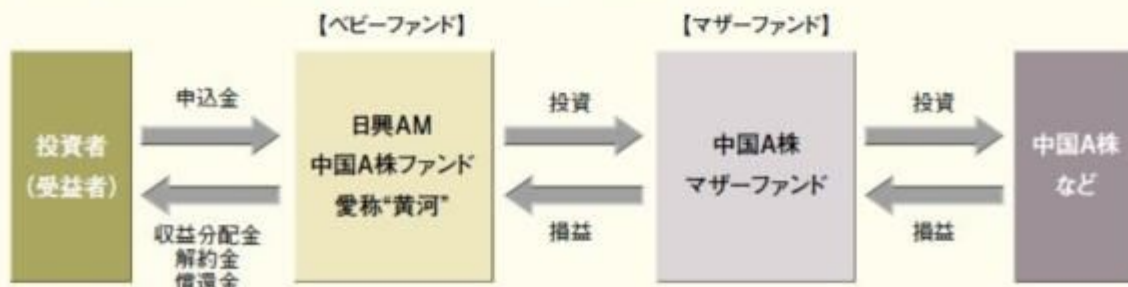 【ベビーファンド】
【マザーファンド】
投資者
（受益者）
申込金
収益分配金
解約金
償還金
日興AM
中国A株ファンド
愛称“黄河”
投資
損益
中国A株
マザーファンド
投資
損益
中国A株
など